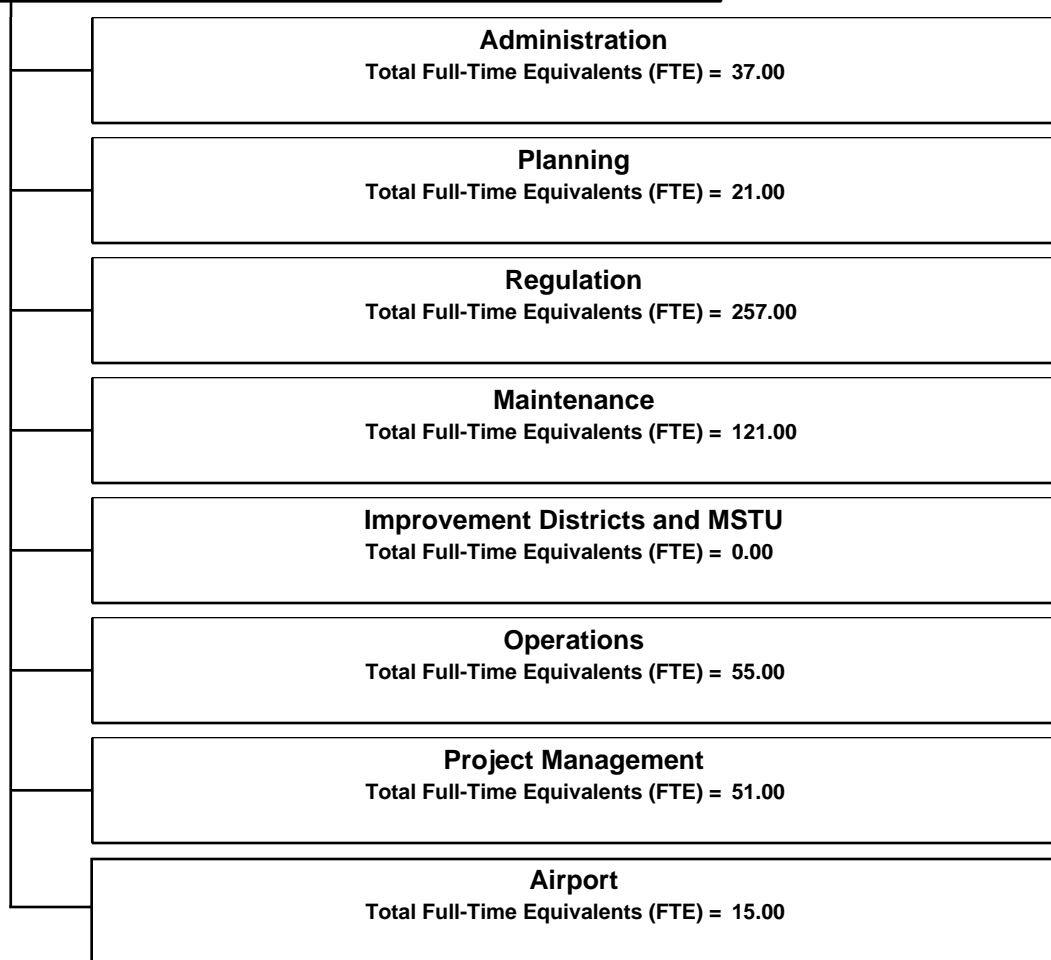 Administration
Total Full-Time Equivalents (FTE) = 37.00
Planning
Total Full-Time Equivalents (FTE) = 21.00
Regulation
Total Full-Time Equivalents (FTE) = 257.00
Maintenance
Total Full-Time Equivalents (FTE) = 121.00
Improvement Districts and MSTU
Total Full-Time Equivalents (FTE) = 0.00
Operations
Total Full-Time Equivalents (FTE) = 55.00
Project Management
Total Full-Time Equivalents (FTE) = 51.00
Airport
Total Full-Time Equivalents (FTE) = 15.00